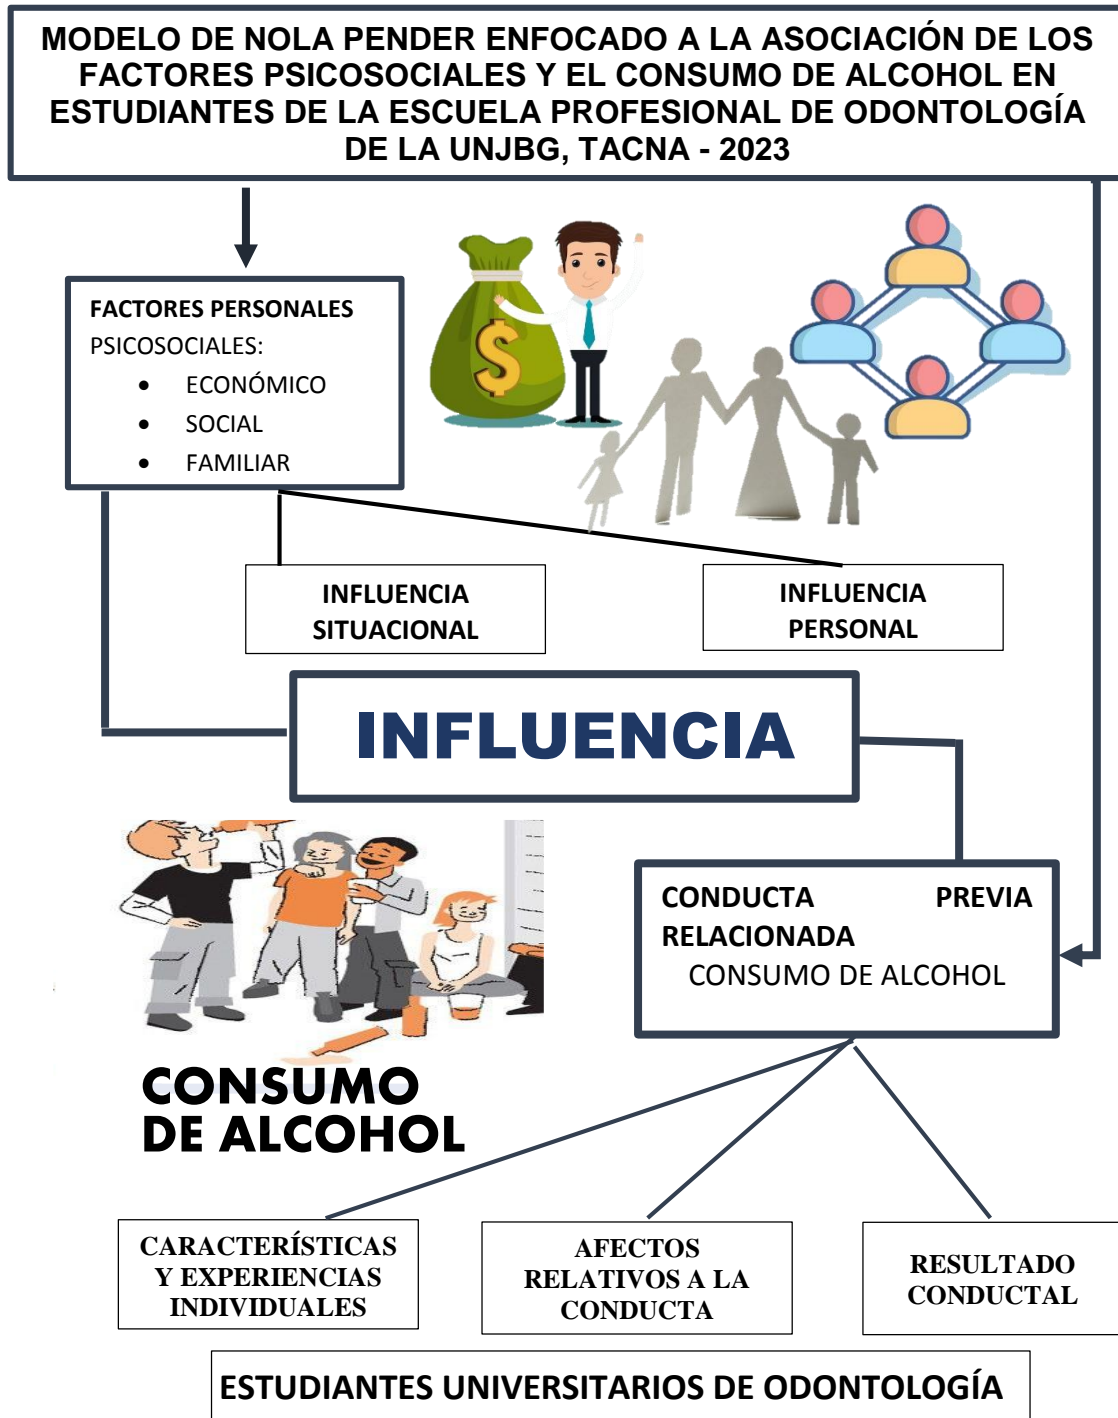 MODELO DE NOLA PENDER ENFOCADO A LA ASOCIACIÓN DE LOS
FACTORES PSICOSOCIALES Y EL CONSUMO DE ALCOHOL EN
ESTUDIANTES DE LA ESCUELA PROFESIONAL DE ODONTOLOGÍA
DE LA UNJBG, TACNA - 2023
FACTORES PERSONALES
PSICOSOCIALES:
• ECONÓMICO
• SOCIAL
• FAMILIAR
$
INFLUENCIA
SITUACIONAL
INFLUENCIA
PERSONAL
INFLUENCIA
CONDUCTA PREVIA
RELACIONADA
CONSUMO DE ALCOHOL
CONSUMO
DE ALCOHOL
CARACTERÍSTICAS
Y EXPERIENCIAS
INDIVIDUALES
AFECTOS
RELATIVOS A LA
CONDUCTA
RESULTADO
CONDUCTAL
ESTUDIANTES UNIVERSITARIOS DE ODONTOLOGÍA